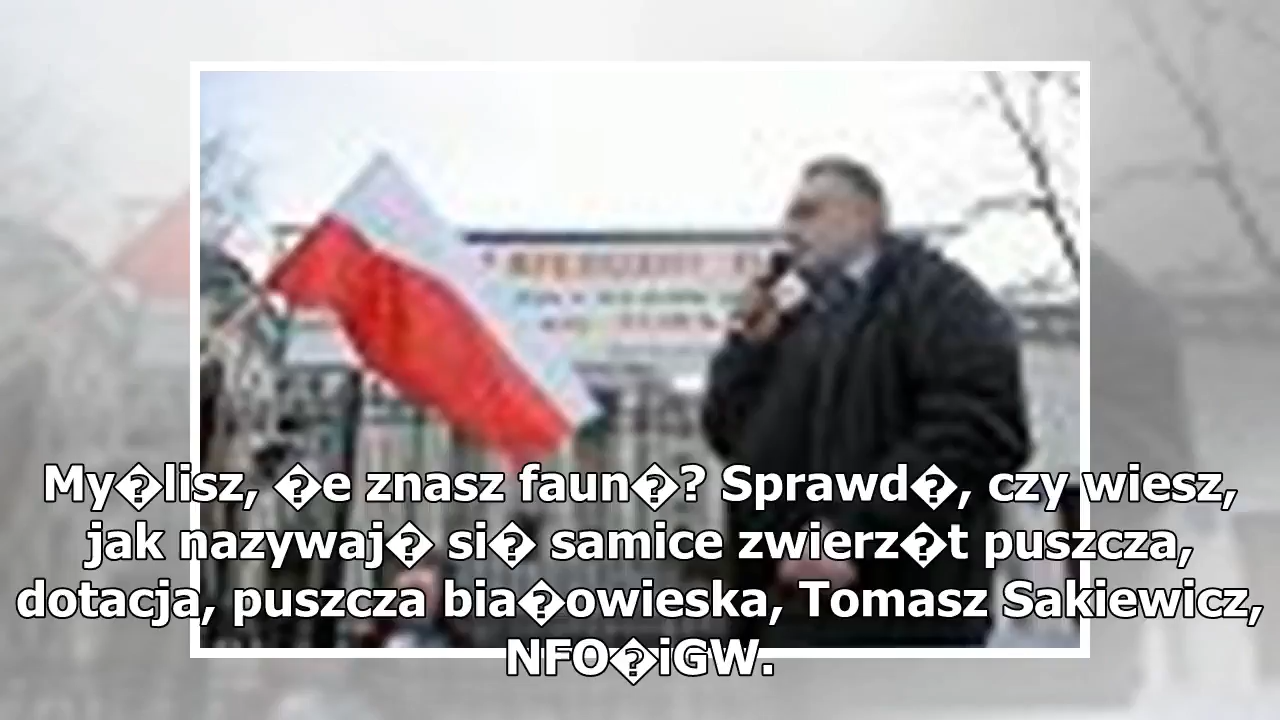 My�lisz, �e znasz faun�? Sprawd�, czy wiesz,
jak nazywaj� si� samice zwierz�t puszcza,
dotacja, puszcza bia�owieska, Tomasz Sakiewicz,
NFO�iGW.